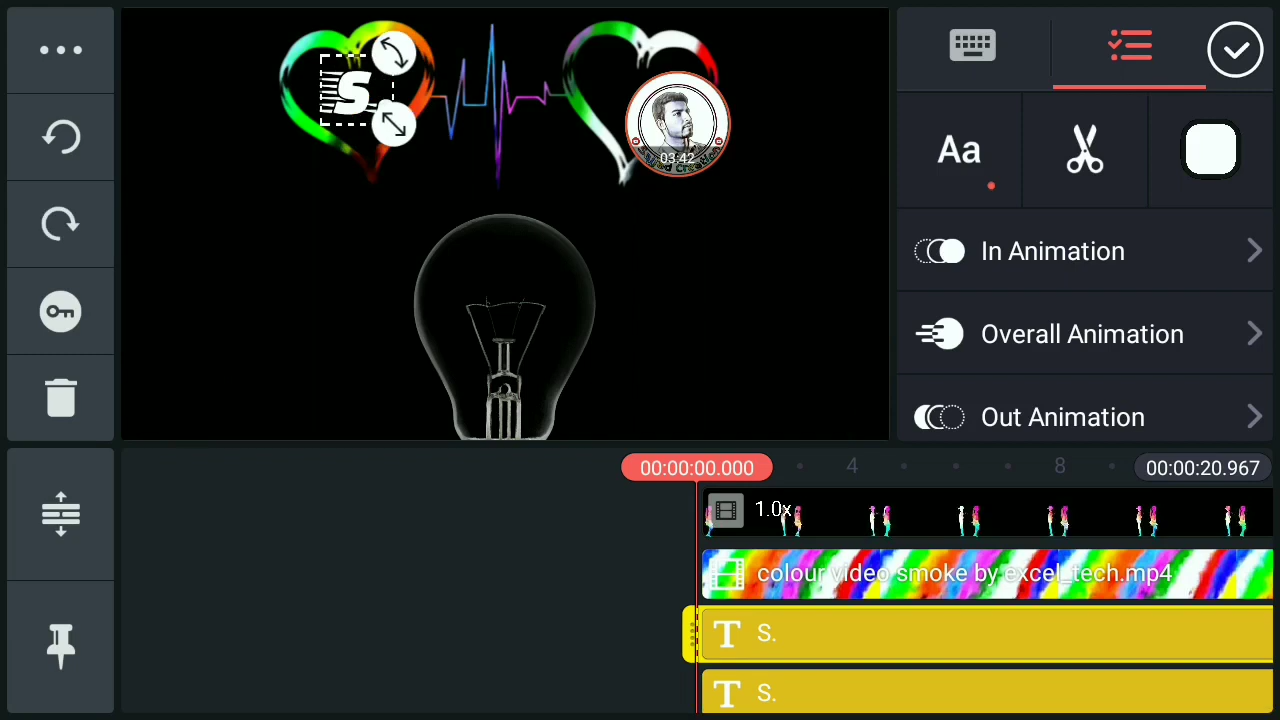 S.
03:42
Aa
In Animation
Overall Animation
Out Animation
00:00:00.000
4
8
00:00:20.967
1.0x
colour video smoke by excel_tech.mp4
T S.
T S.